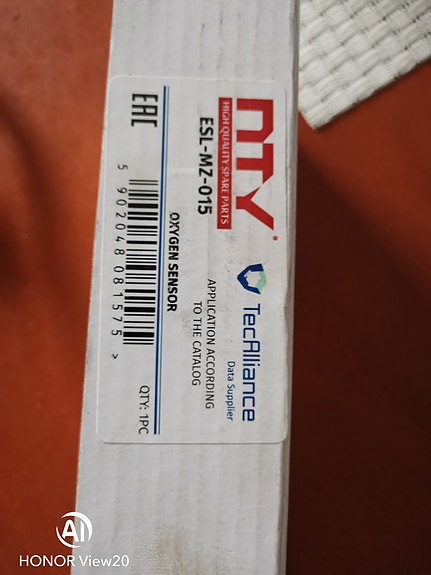 NTY
HIGH QUALITY SPARE PARTS
ESL-MZ-015
EAC
TecAlliance
Data Supplier
APPLICATION ACCORDING
TO THE CATALOG
OXYGEN SENSOR
5 902048 081575 >
QTY: 1PC
AI
HONOR View20